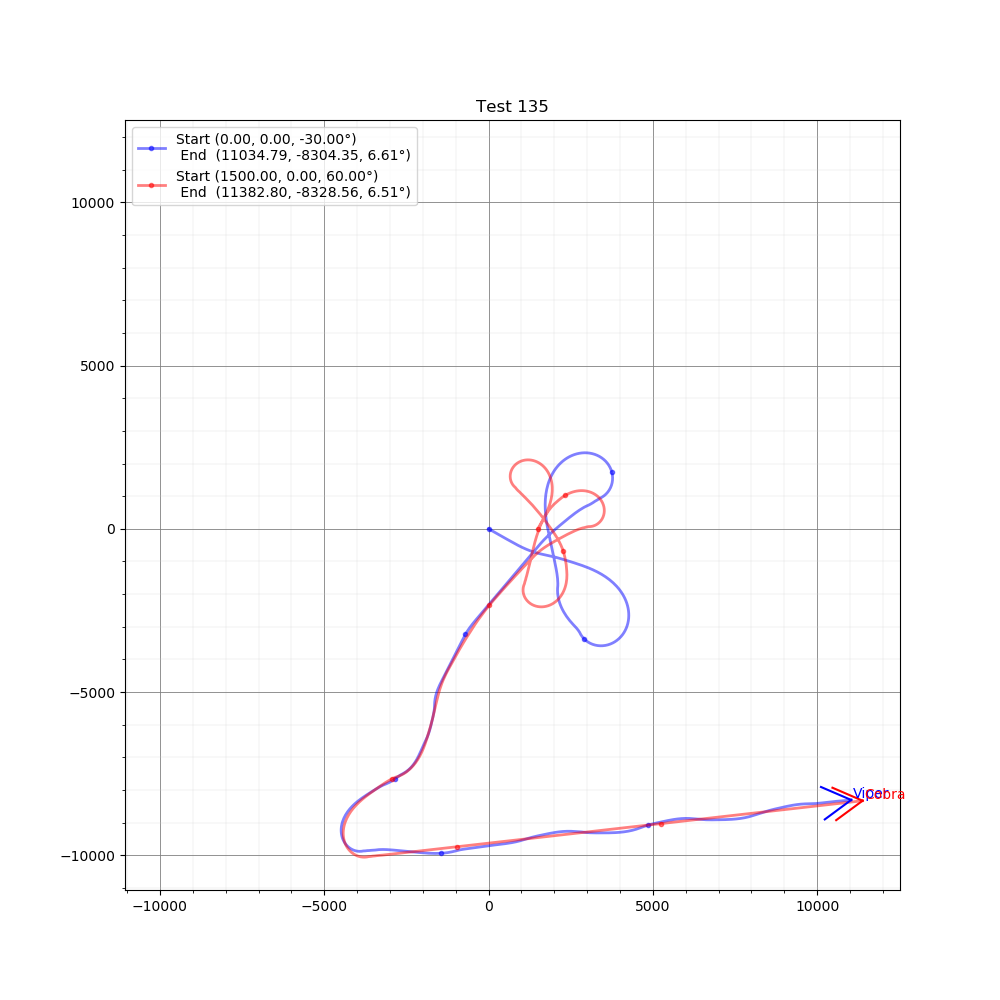 Test 135
Start (0.00, 0.00, -30.00°)
End (11034.79, -8304.35, 6.61°)
Start (1500.00, 0.00, 60.00°)
End (11382.80, -8328.56, 6.51°)
10000
5000
0
−5000
−10000
Viper
Cobra
−10000
−5000
0
5000
10000